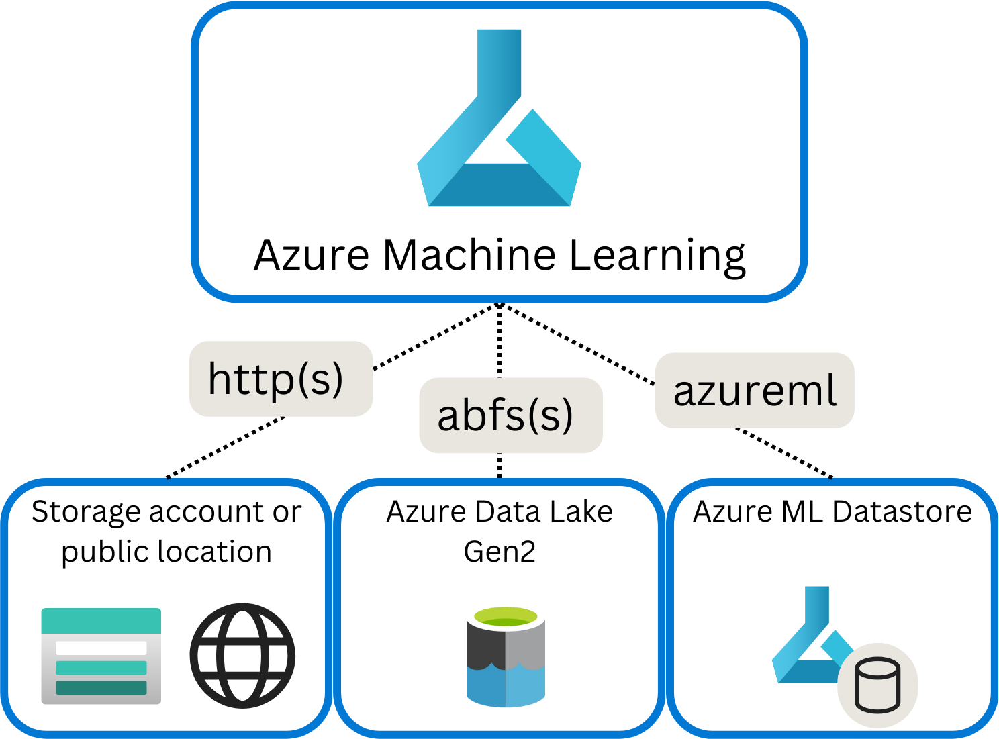 Azure Machine Learning
http(s)
abfs(s)
azureml
Storage account or
public location
Azure Data Lake
Gen2
Azure ML Datastore